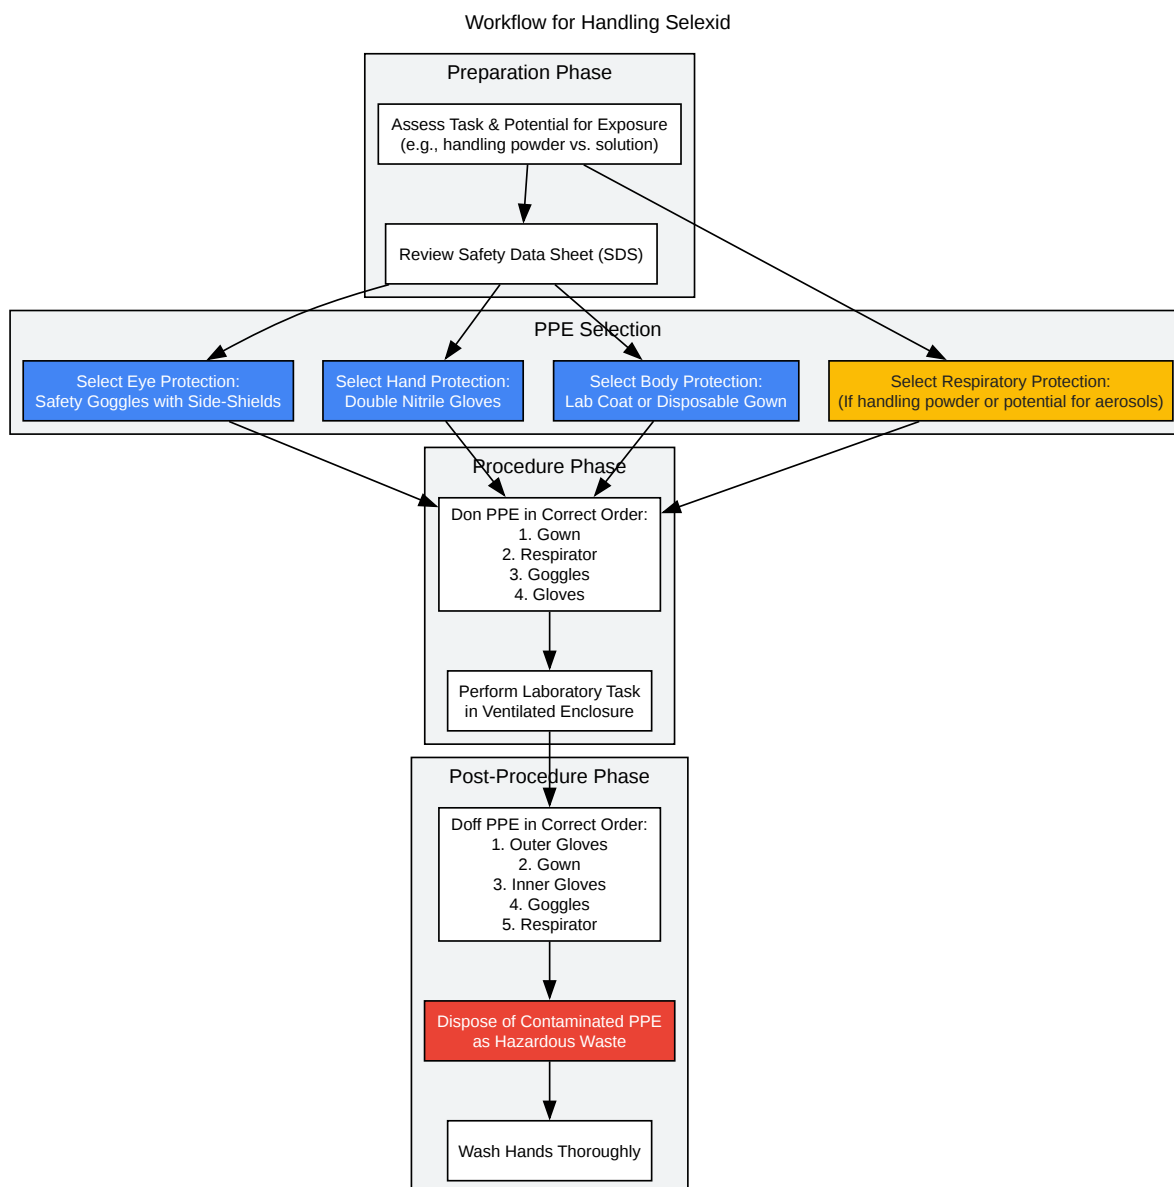 Workflow for Handling Selexid
Preparation Phase
Assess Task & Potential for Exposure
(e.g., handling powder vs. solution)
Review Safety Data Sheet (SDS)
PPE Selection
Select Eye Protection:
Safety Goggles with Side-Shields
Select Hand Protection:
Double Nitrile Gloves
Select Body Protection:
Lab Coat or Disposable Gown
Select Respiratory Protection:
(If handling powder or potential for aerosols)
Procedure Phase
Don PPE in Correct Order:
1. Gown
2. Respirator
3. Goggles
4. Gloves
Perform Laboratory Task
in Ventilated Enclosure
Post-Procedure Phase
Doff PPE in Correct Order:
1. Outer Gloves
2. Gown
3. Inner Gloves
4. Goggles
5. Respirator
Dispose of Contaminated PPE
as Hazardous Waste
Wash Hands Thoroughly